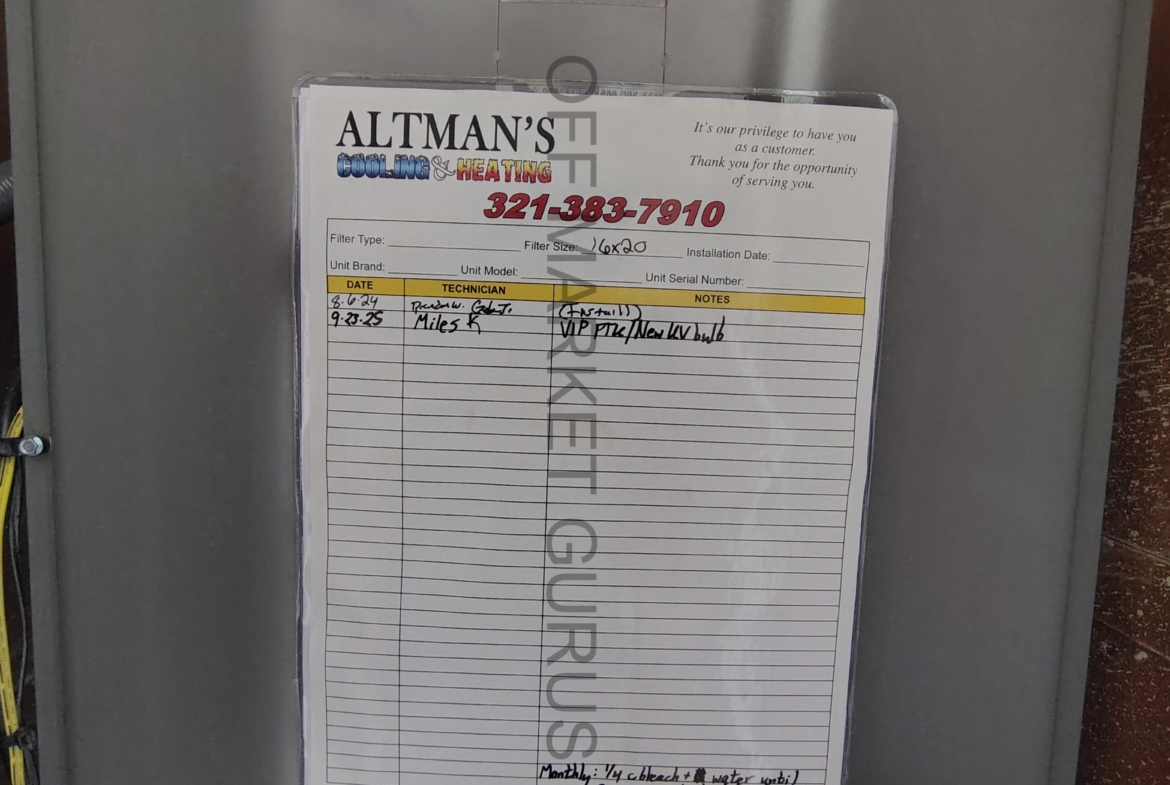 ALTMAN'S
COOLING & HEATING
It's our privilege to have you
as a customer.
Thank you for the opportunity
of serving you.
321-383-7910
Filter Type: Filter Size: 16x20 Installation Date:
Unit Brand: Unit Model: Unit Serial Number:
DATE TECHNICIAN NOTES
8.6.24 (Install)
9.23.25 Miles K VIP PTK/New UV bulb
Monthly: 1/4 c bleach + water until
OFF MARKET GURUS